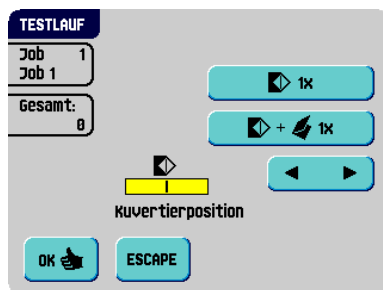 TESTLAUF
Job 1
Job 1
Gesamt:
0
1x
+ 1x
Kuvertierposition
OK
ESCAPE